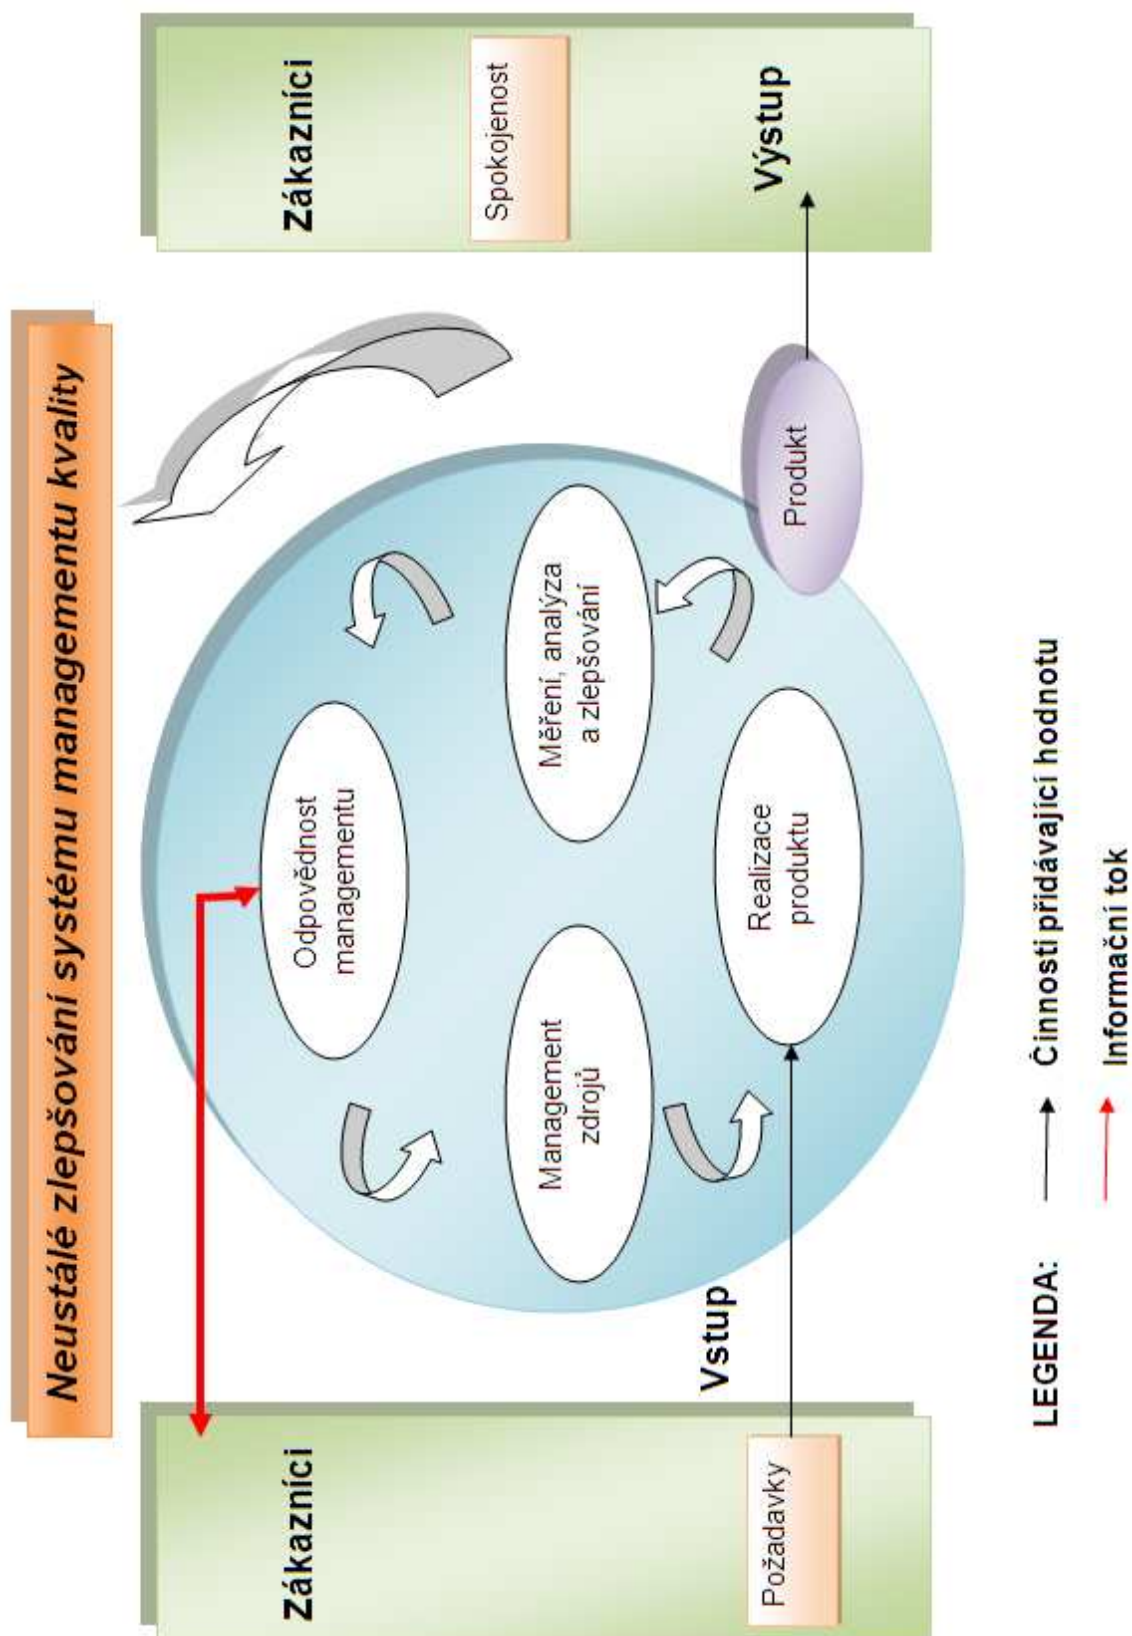 Neustálé zlepšování systému managementu kvality
Zákazníci
Zákazníci
Odpovědnost
managementu
Management
zdrojů
Měření, analýza
a zlepšování
Spokojenost
Vstup
Požadavky
Realizace
produktu
Produkt
Výstup
LEGENDA:
Činnosti přidávající hodnotu
Informační tok